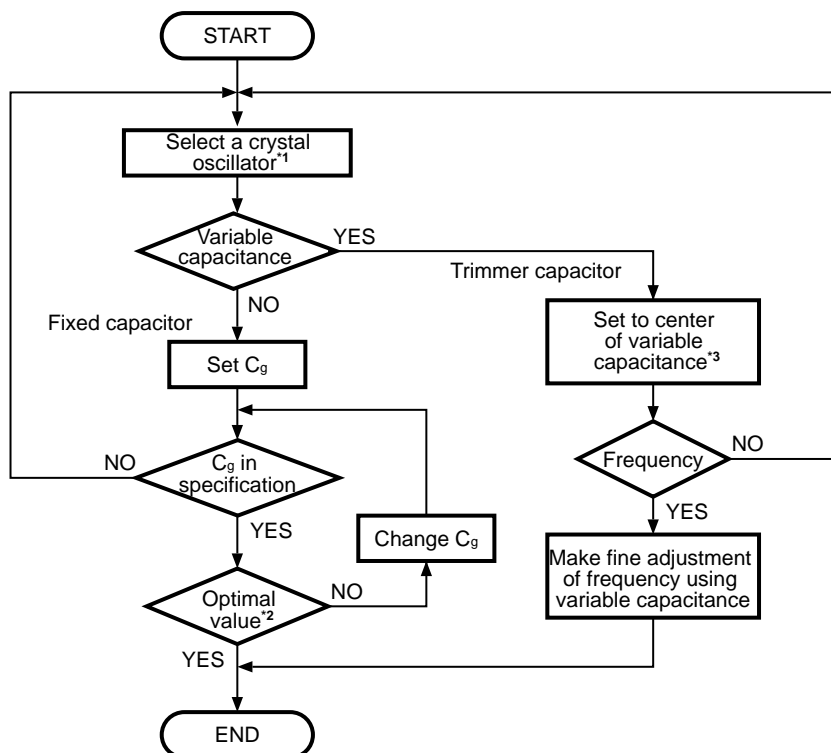 START
Select a crystal
oscillator*1
Variable
capacitance
YES
Trimmer capacitor
NO
Fixed capacitor
Set Cg
Set to center
of variable
capacitance*3
Cg in
specification
NO
YES
Change Cg
Optimal
value*2
NO
YES
Frequency
NO
YES
Make fine adjustment
of frequency using
variable capacitance
END